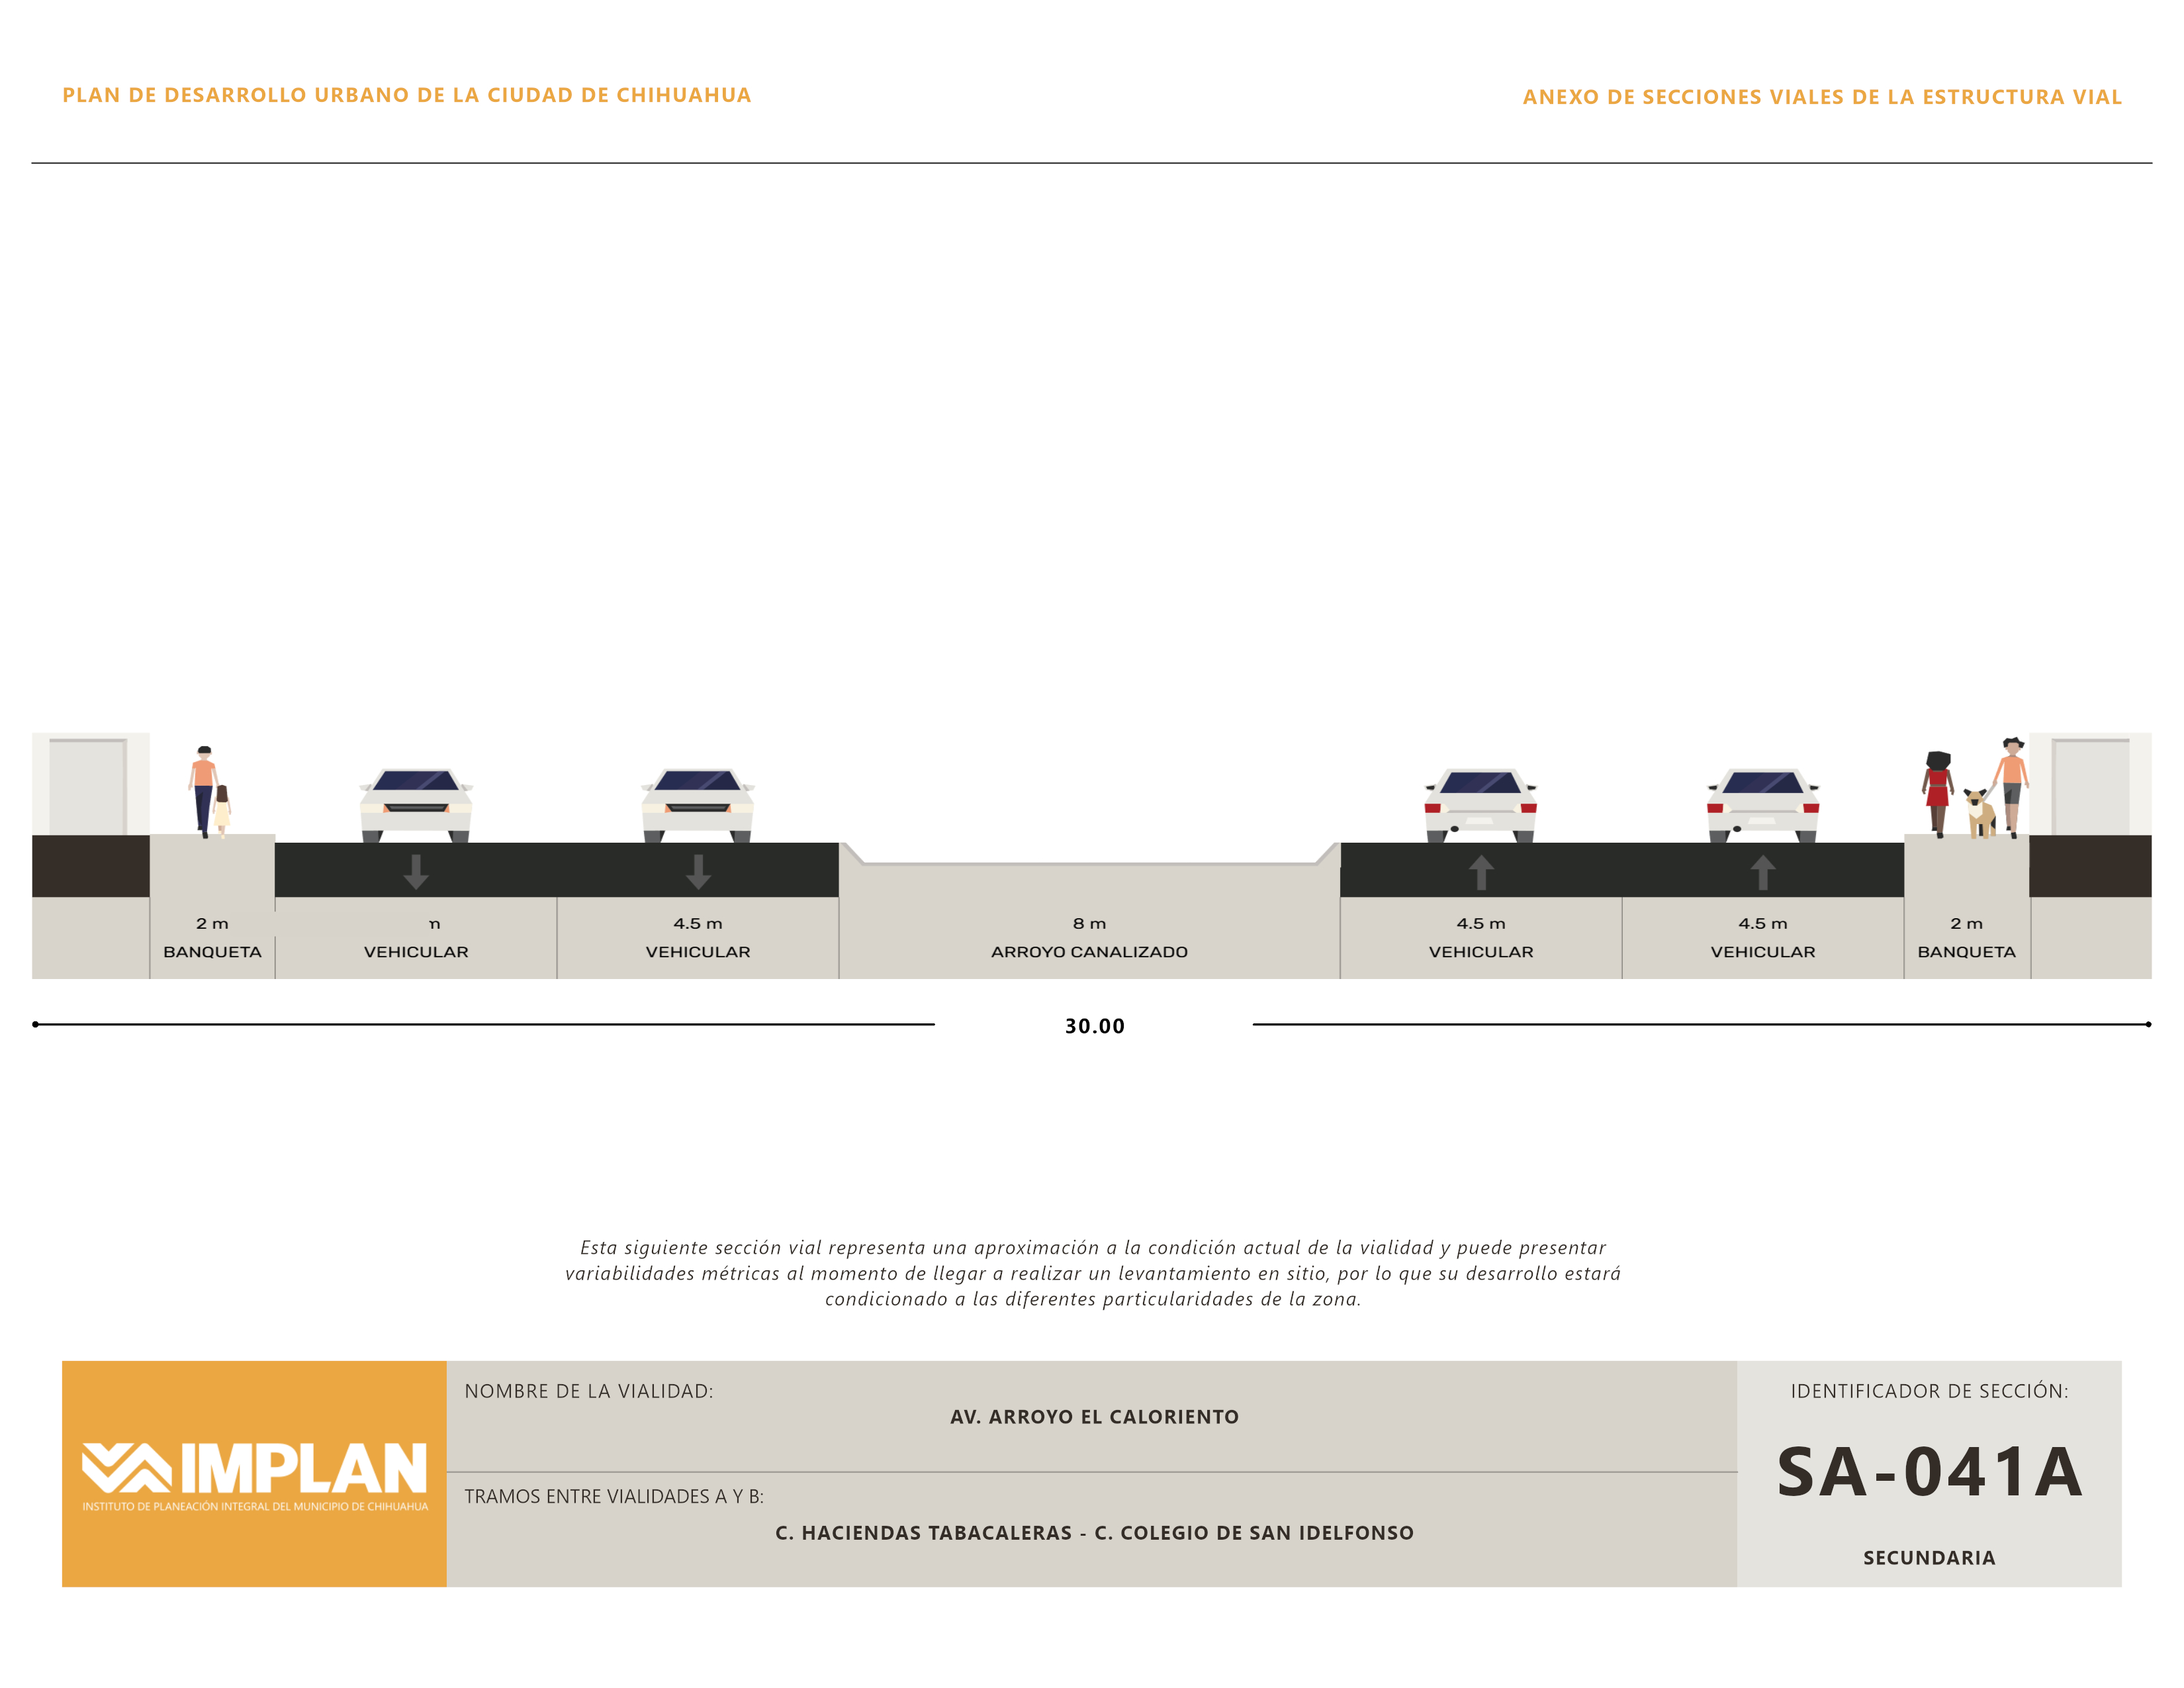 PLAN DE DESARROLLO URBANO DE LA CIUDAD DE CHIHUAHUA
ANEXO DE SECCIONES VIALES DE LA ESTRUCTURA VIAL
2 m
BANQUETA
m
VEHICULAR
4.5 m
VEHICULAR
8 m
ARROYO CANALIZADO
4.5 m
VEHICULAR
4.5 m
VEHICULAR
2 m
BANQUETA
30.00
Esta siguiente sección vial representa una aproximación a la condición actual de la vialidad y puede presentar
variabilidades métricas al momento de llegar a realizar un levantamiento en sitio, por lo que su desarrollo estará
condicionado a las diferentes particularidades de la zona.
IMPLAN
INSTITUTO DE PLANEACIÓN INTEGRAL DEL MUNICIPIO DE CHIHUAHUA
NOMBRE DE LA VIALIDAD:
AV. ARROYO EL CALORIENTO
TRAMOS ENTRE VIALIDADES A Y B:
C. HACIENDAS TABACALERAS - C. COLEGIO DE SAN IDELFONSO
IDENTIFICADOR DE SECCIÓN:
SA-041A
SECUNDARIA